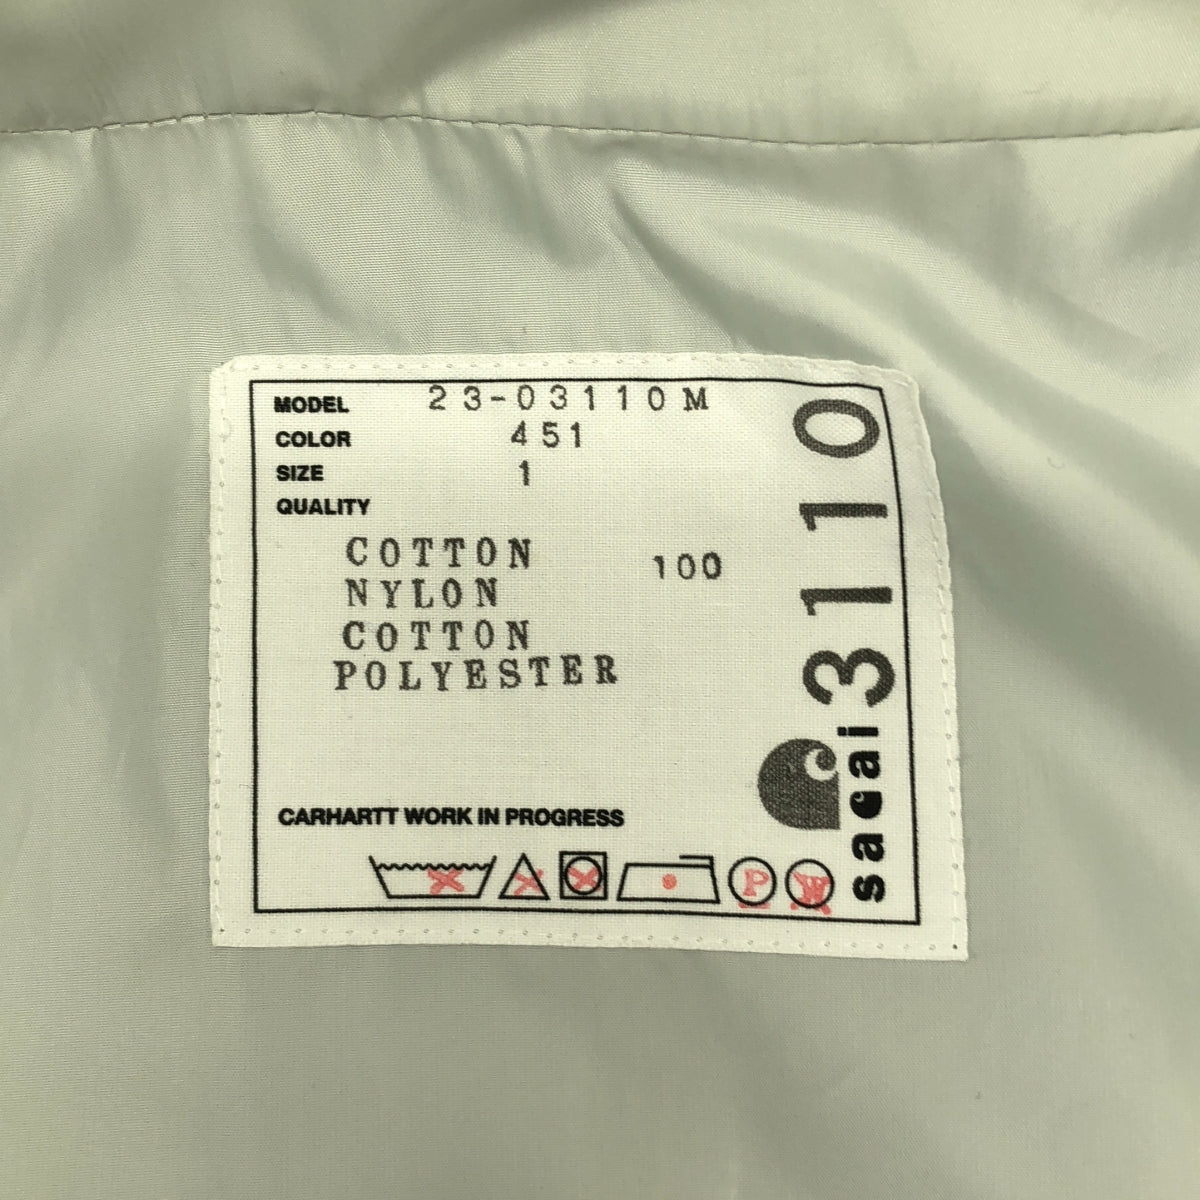 MODEL 23-03110M
COLOR 451
SIZE 1
QUALITY
COTTON 100
NYLON
COTTON
POLYESTER
CARHARTT WORK IN PROGRESS
P W
sacai 3110